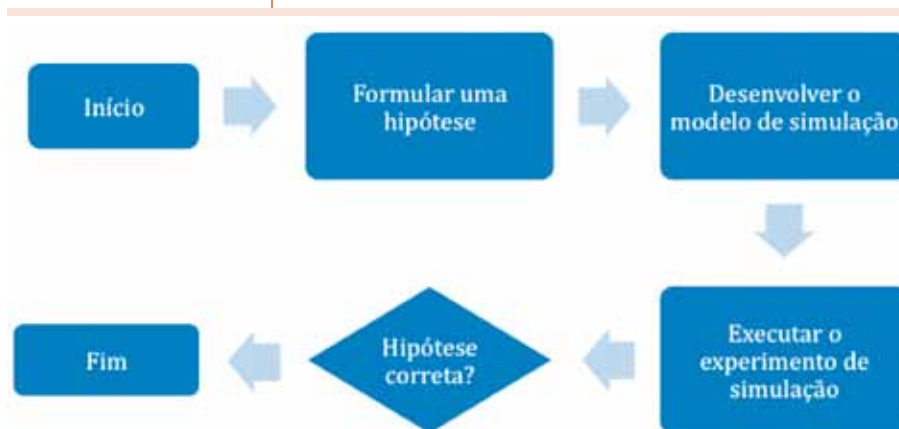 Início
Formular uma
hipótese
Desenvolver o
modelo de simulação
Executar o
experimento de
simulação
Hipótese
correta?
Fim